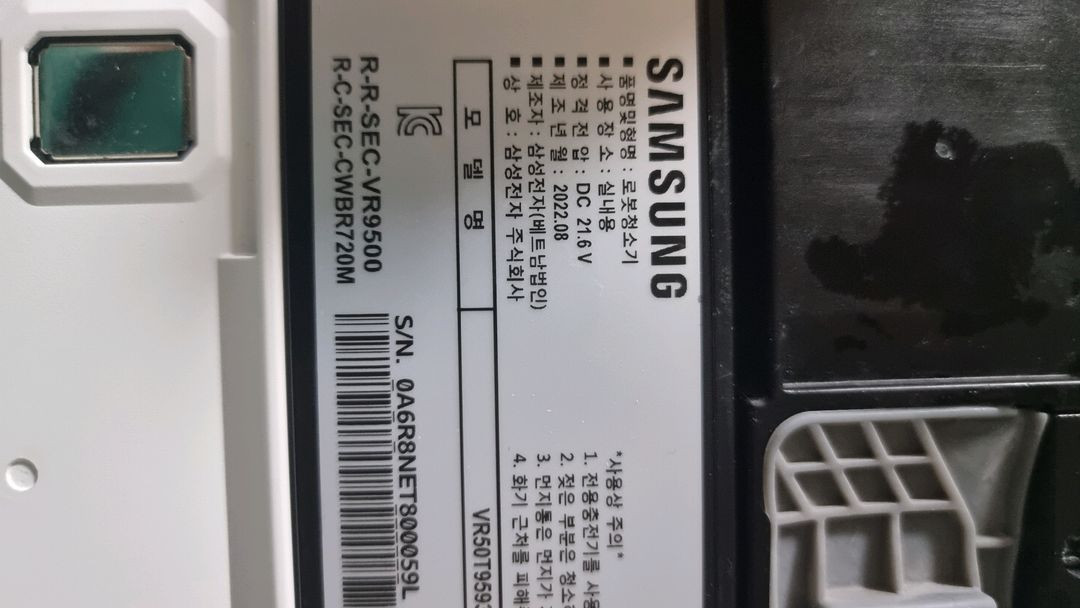 SAMSUNG
■ 품명및형명 : 로봇청소기
■ 사 용 장 소 : 실내용
■ 정 격 전 압 : DC 21.6 V
■ 제 조 년 월 : 2022.08
■ 제조자 : 삼성전자(베트남법인)
■ 상 호 : 삼성전자 주식회사
*사용상 주의*
1. 전용충전기를 사용
2. 젖은 부분은 청소
3. 먼지통은 먼지가
4. 화기 근처를 피해
모 델 명
VR50T959
R-R-SEC-VR9500
R-C-SEC-CWBR720M
S/N. 0A6R8NET800059L